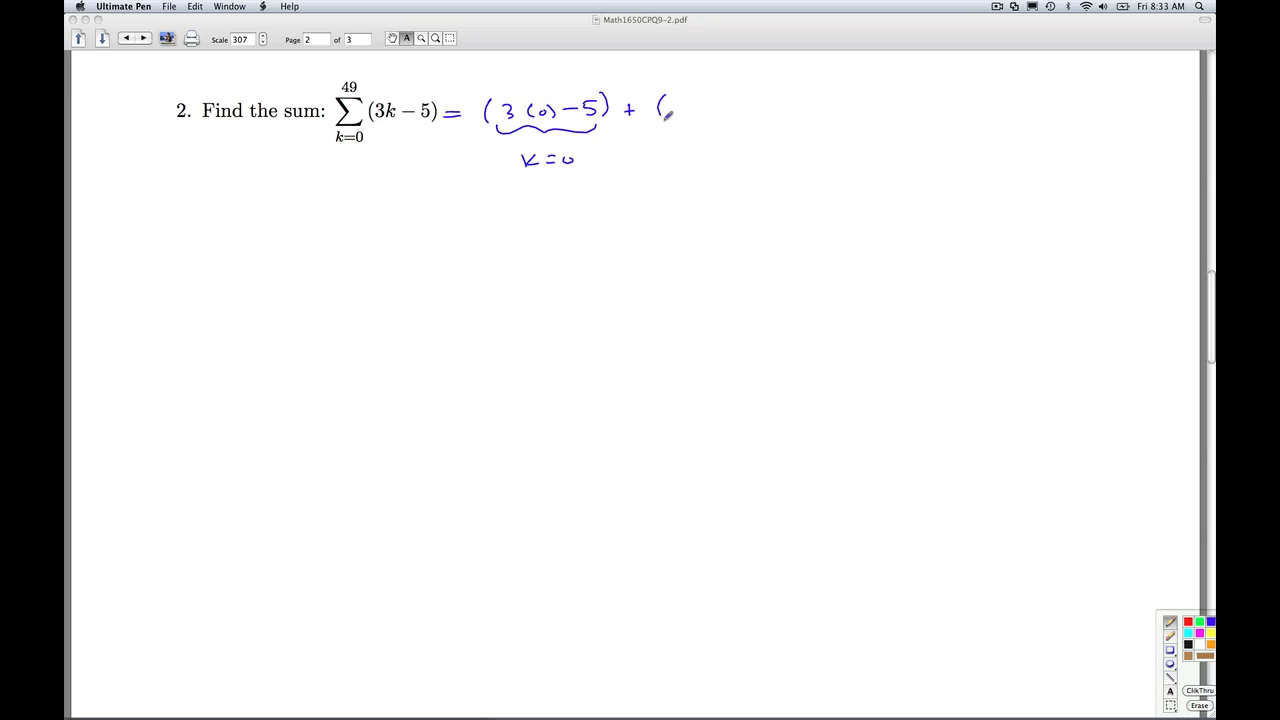 Ultimate Pen File Edit Window Help Fri 8:33 AM
Math1650CPQ9-2.pdf
Scale 307 Page 2 of 3 A
49
2. Find the sum: ∑ (3k − 5) = (3(0) − 5) + (
k=0
k = 0
A
ClikThru
Erase